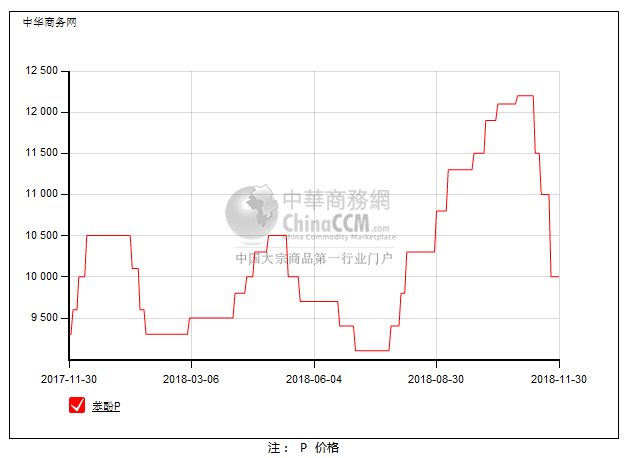 中华商务网
12 500
12 000
11 500
11 000
10 500
10 000
9 500
中華商務網
ChinaCCM.com
China Commodity Marketplace
中国大宗商品第一行业门户
2017-11-30 2018-03-06 2018-06-04 2018-08-30 2018-11-30
苯酚P
注: P 价格